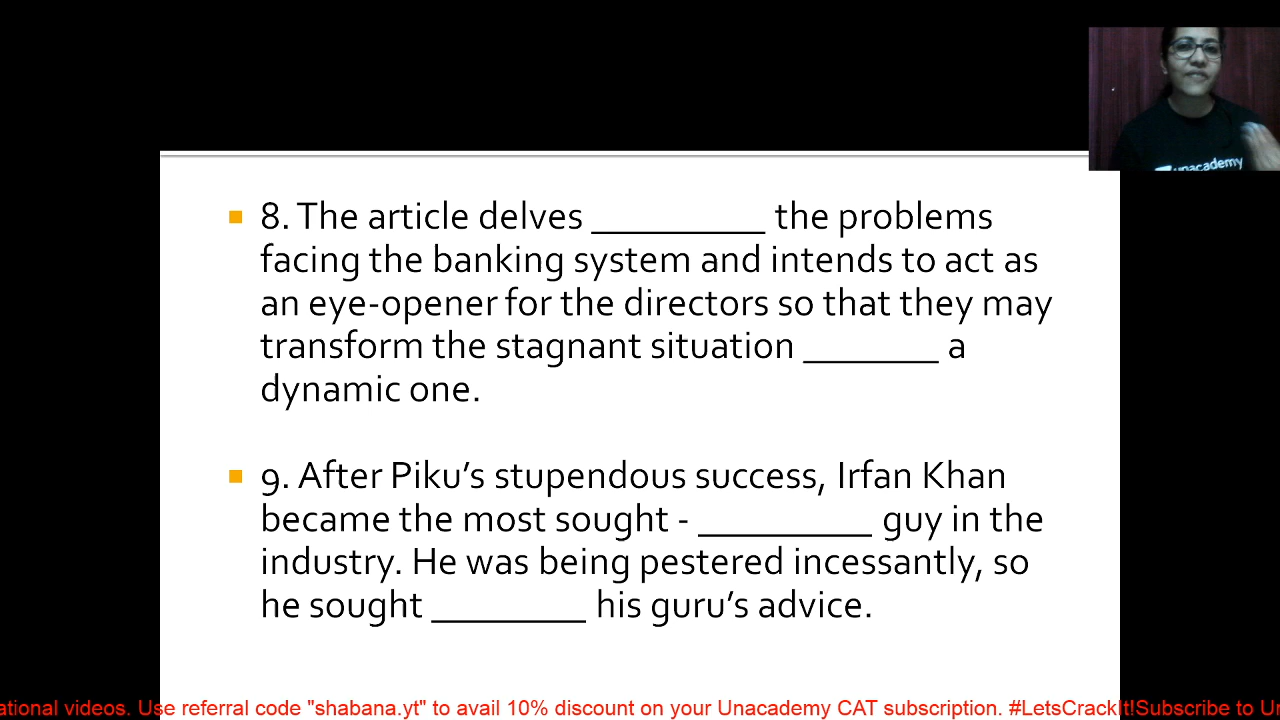 unacademy
8. The article delves __________ the problems
facing the banking system and intends to act as
an eye-opener for the directors so that they may
transform the stagnant situation ________ a
dynamic one.
9. After Piku’s stupendous success, Irfan Khan
became the most sought - __________ guy in the
industry. He was being pestered incessantly, so
he sought _________ his guru’s advice.
ational videos. Use referral code "shabana.yt" to avail 10% discount on your Unacademy CAT subscription. #LetsCrackIt!Subscribe to Un